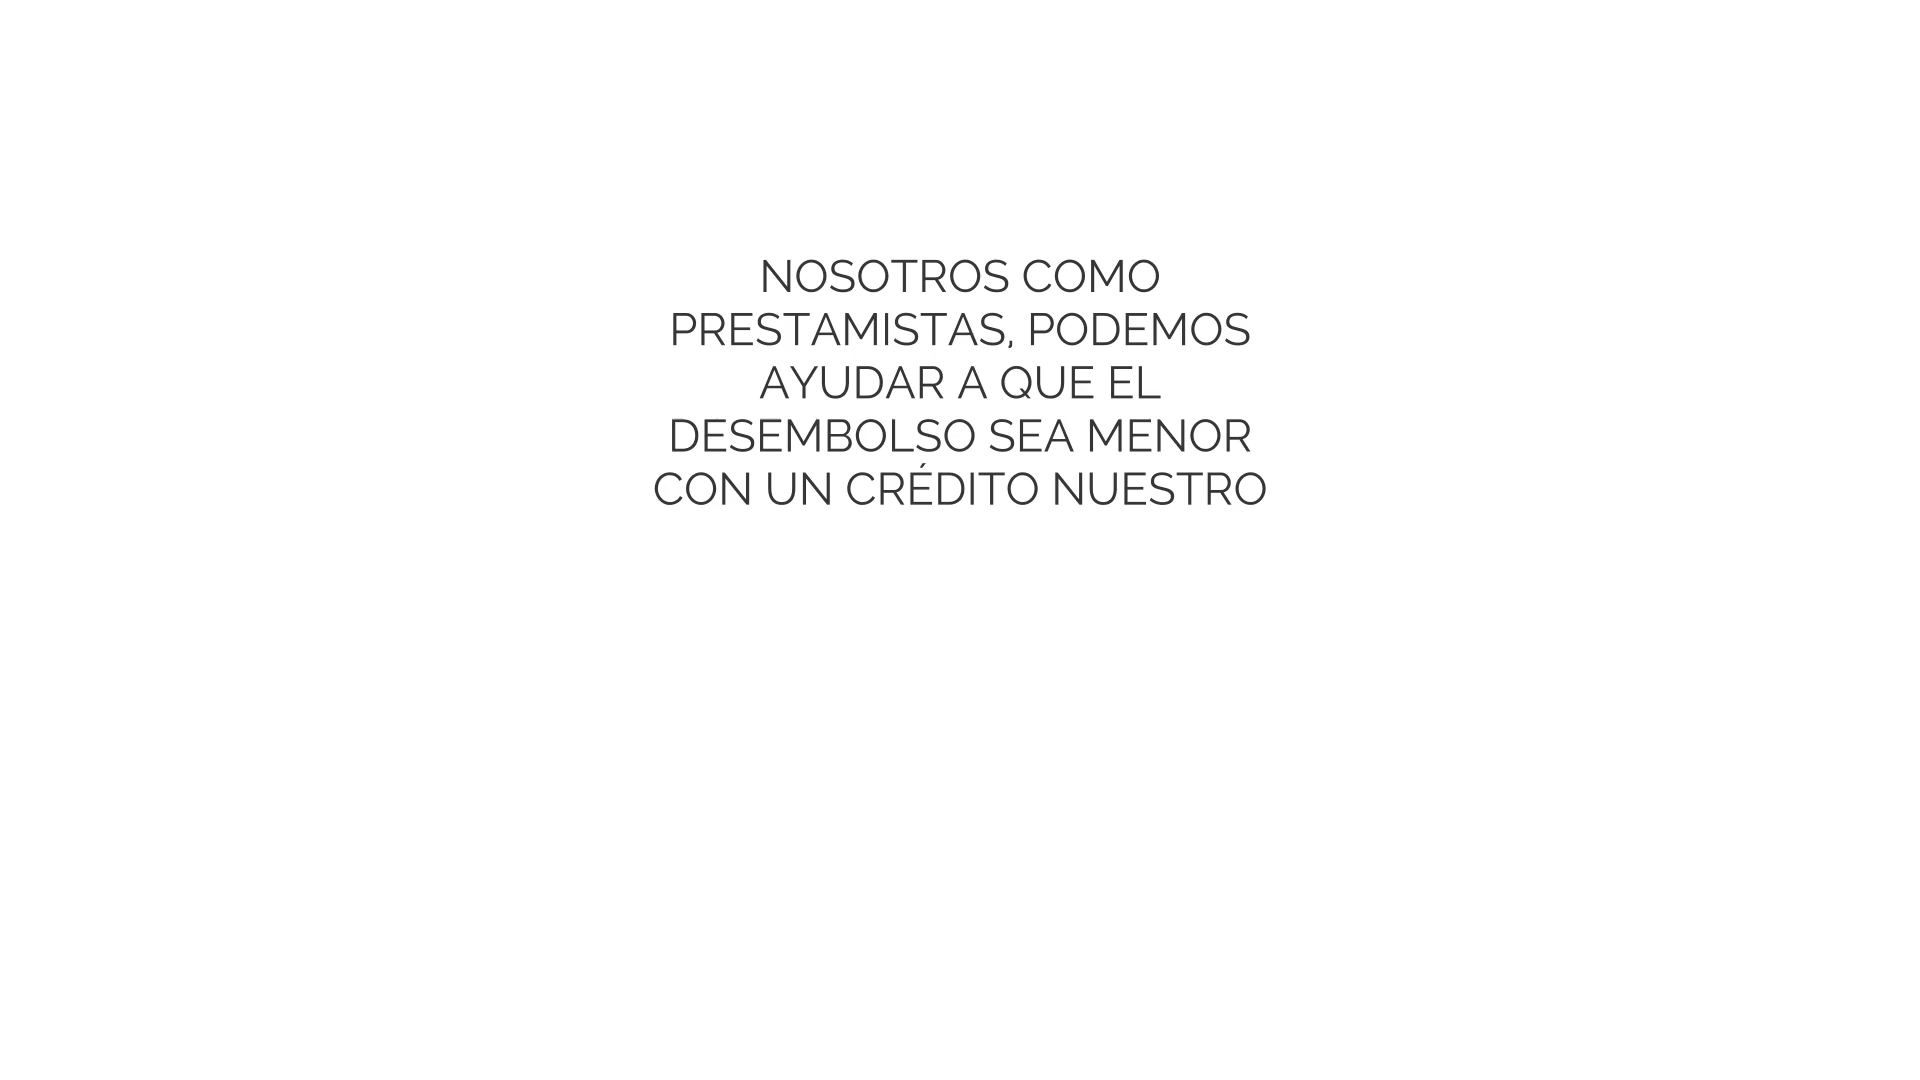 NOSOTROS COMO
PRESTAMISTAS, PODEMOS
AYUDAR A QUE EL
DESEMBOLSO SEA MENOR
CON UN CRÉDITO NUESTRO